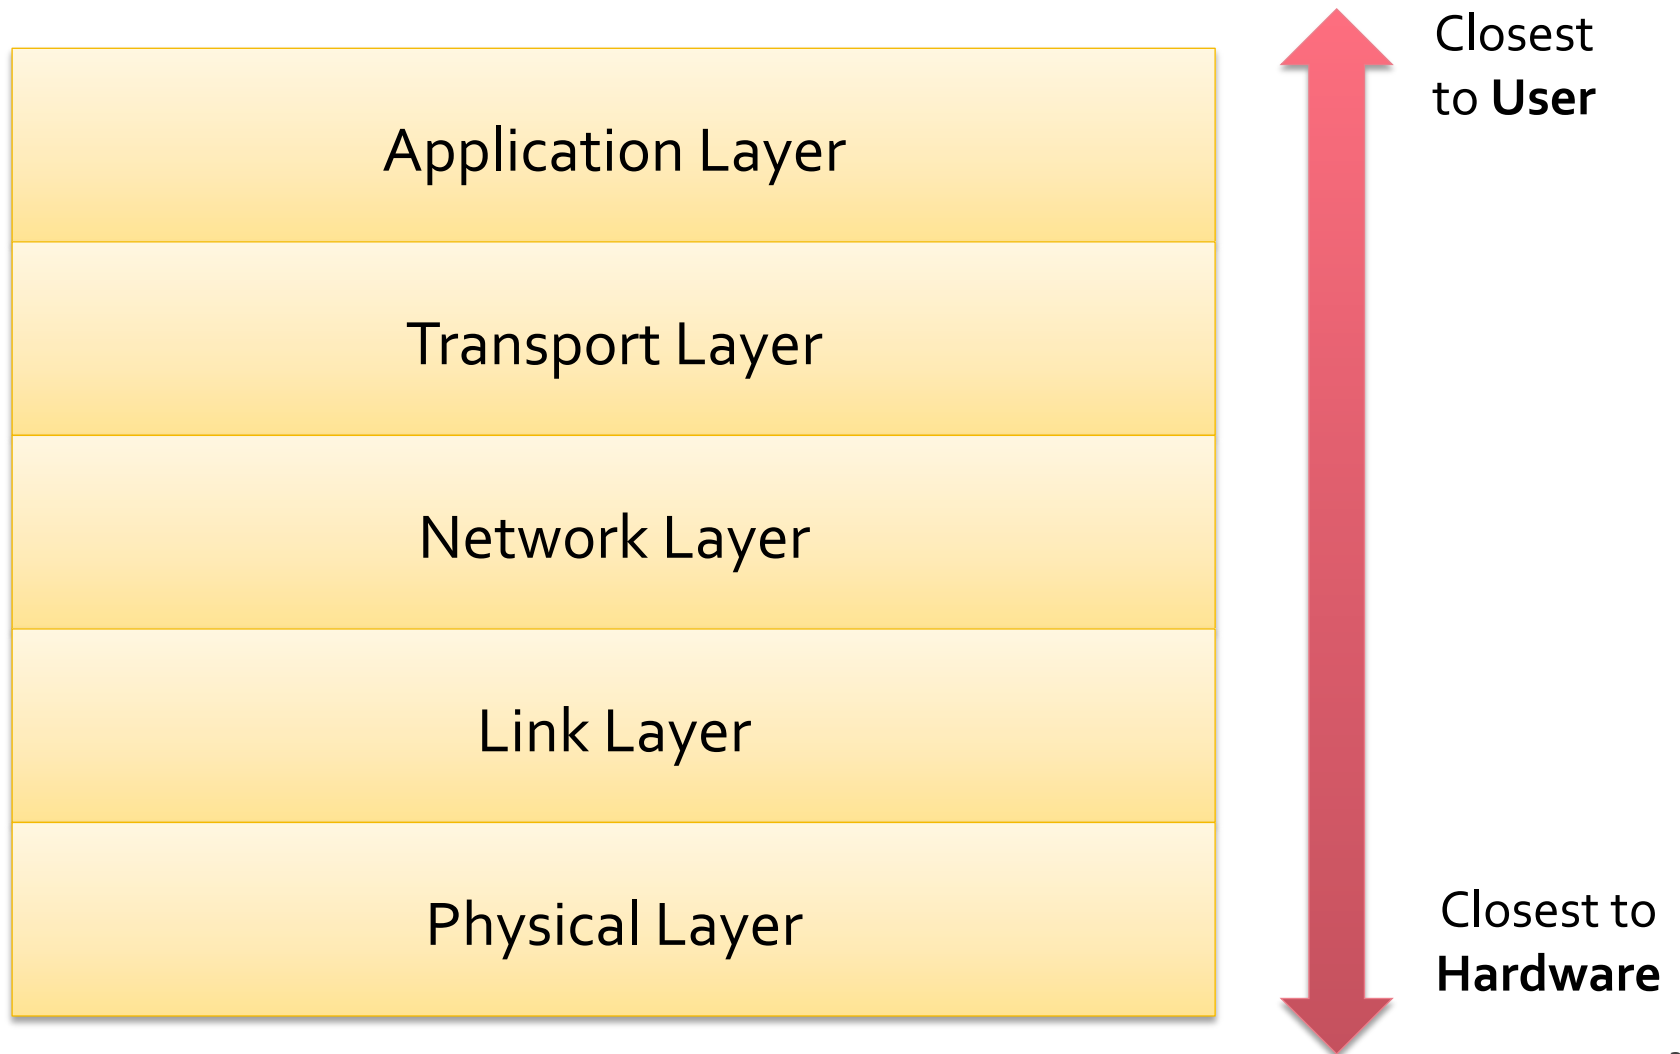 Closest
to User
Application Layer
Transport Layer
Network Layer
Link Layer
Physical Layer
Closest to
Hardware